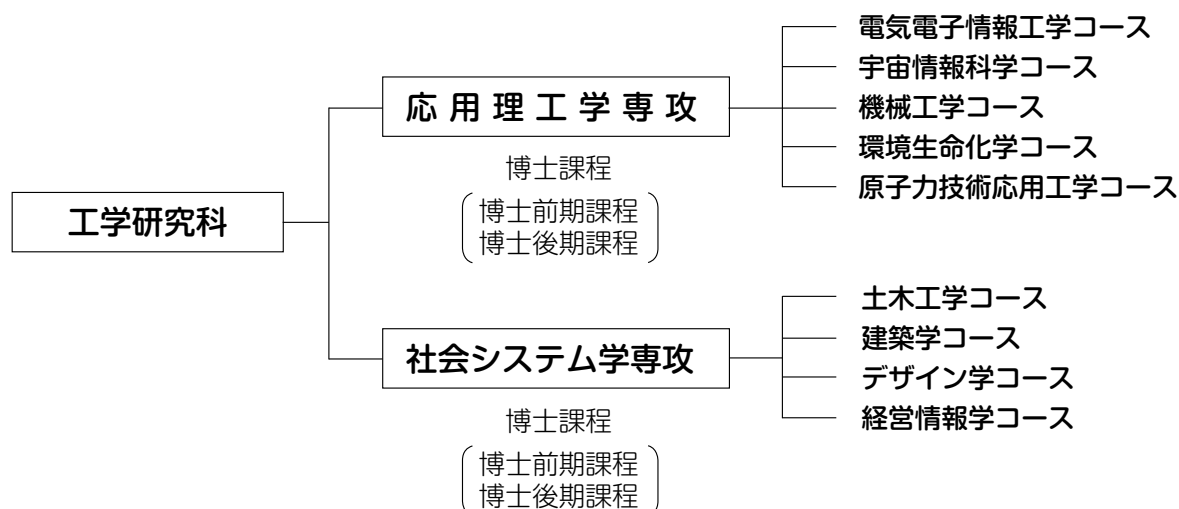 工学研究科
応用理工学専攻
博士課程
博士前期課程
博士後期課程
電気電子情報工学コース
宇宙情報科学コース
機械工学コース
環境生命化学コース
原子力技術応用工学コース
社会システム学専攻
博士課程
博士前期課程
博士後期課程
土木工学コース
建築学コース
デザイン学コース
経営情報学コース